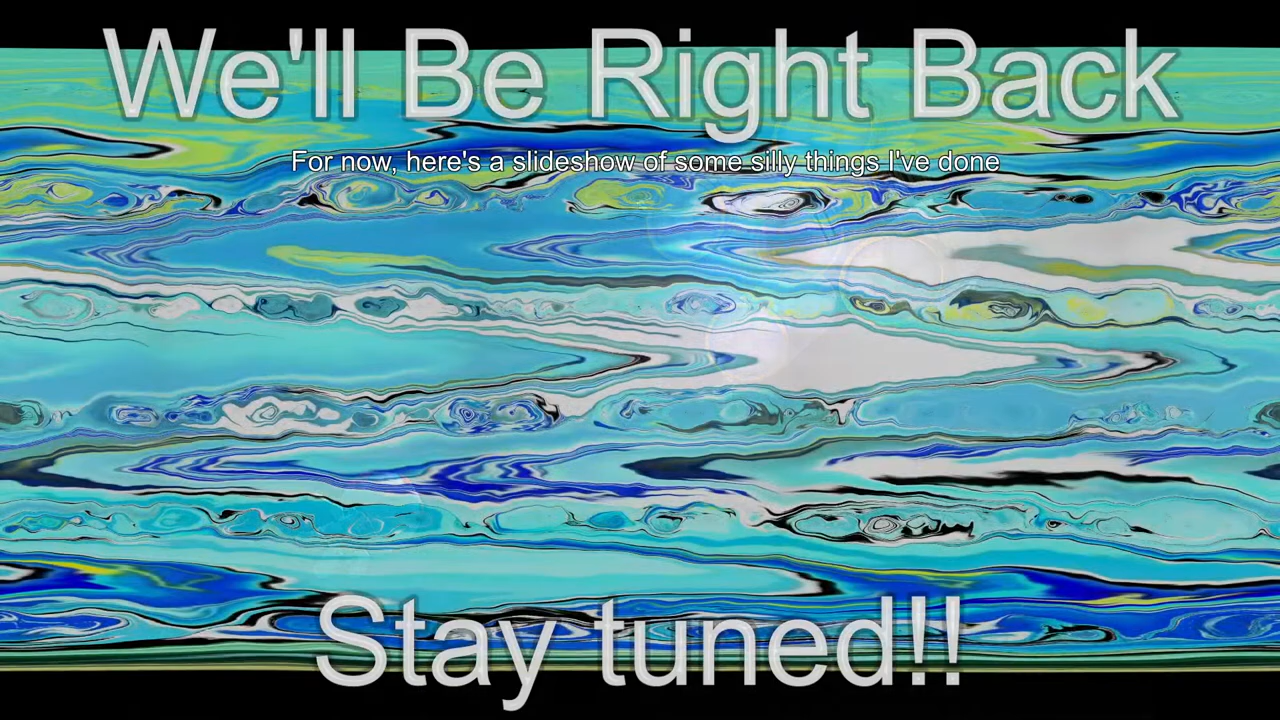 We'll Be Right Back
For now, here's a slideshow of some silly things I've done
Stay tuned!!